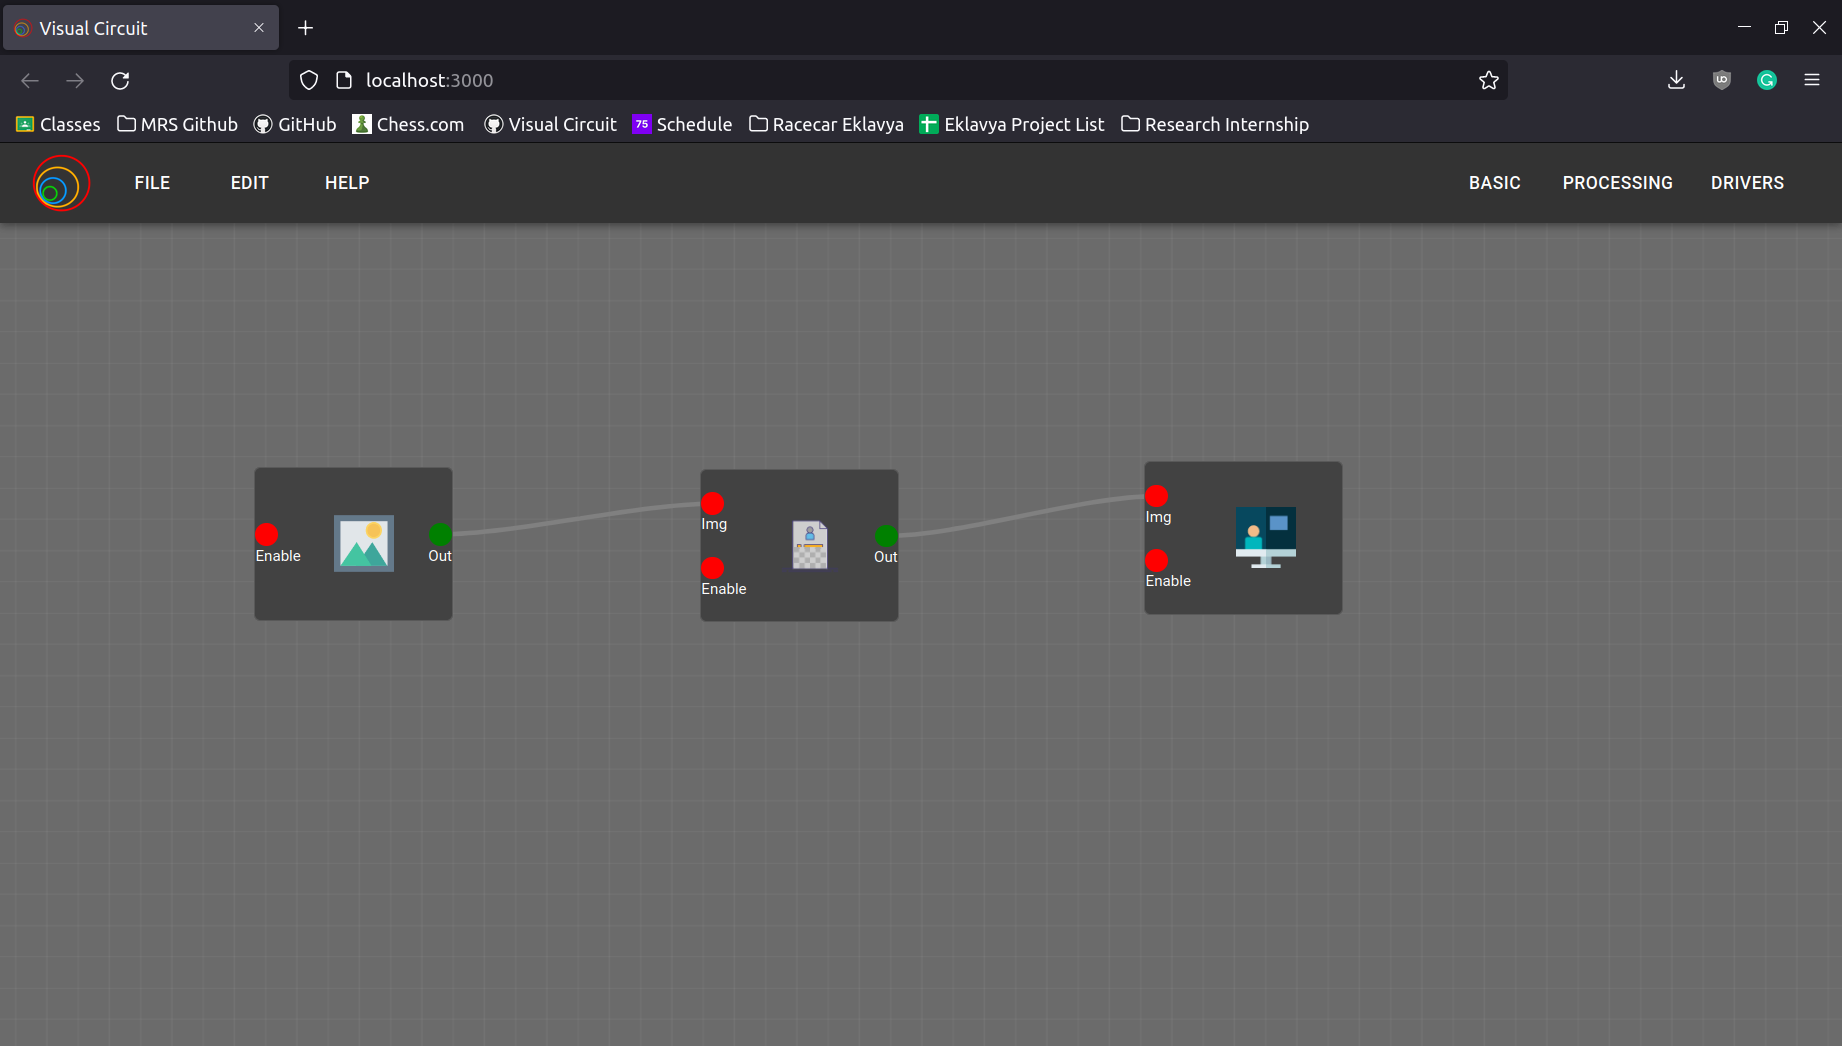 Visual Circuit
localhost:3000
Classes MRS Github GitHub Chess.com Visual Circuit 75 Schedule Racecar Eklavya Eklavya Project List Research Internship
FILE EDIT HELP BASIC PROCESSING DRIVERS
Img Img
Enable Out Out
Enable Enable